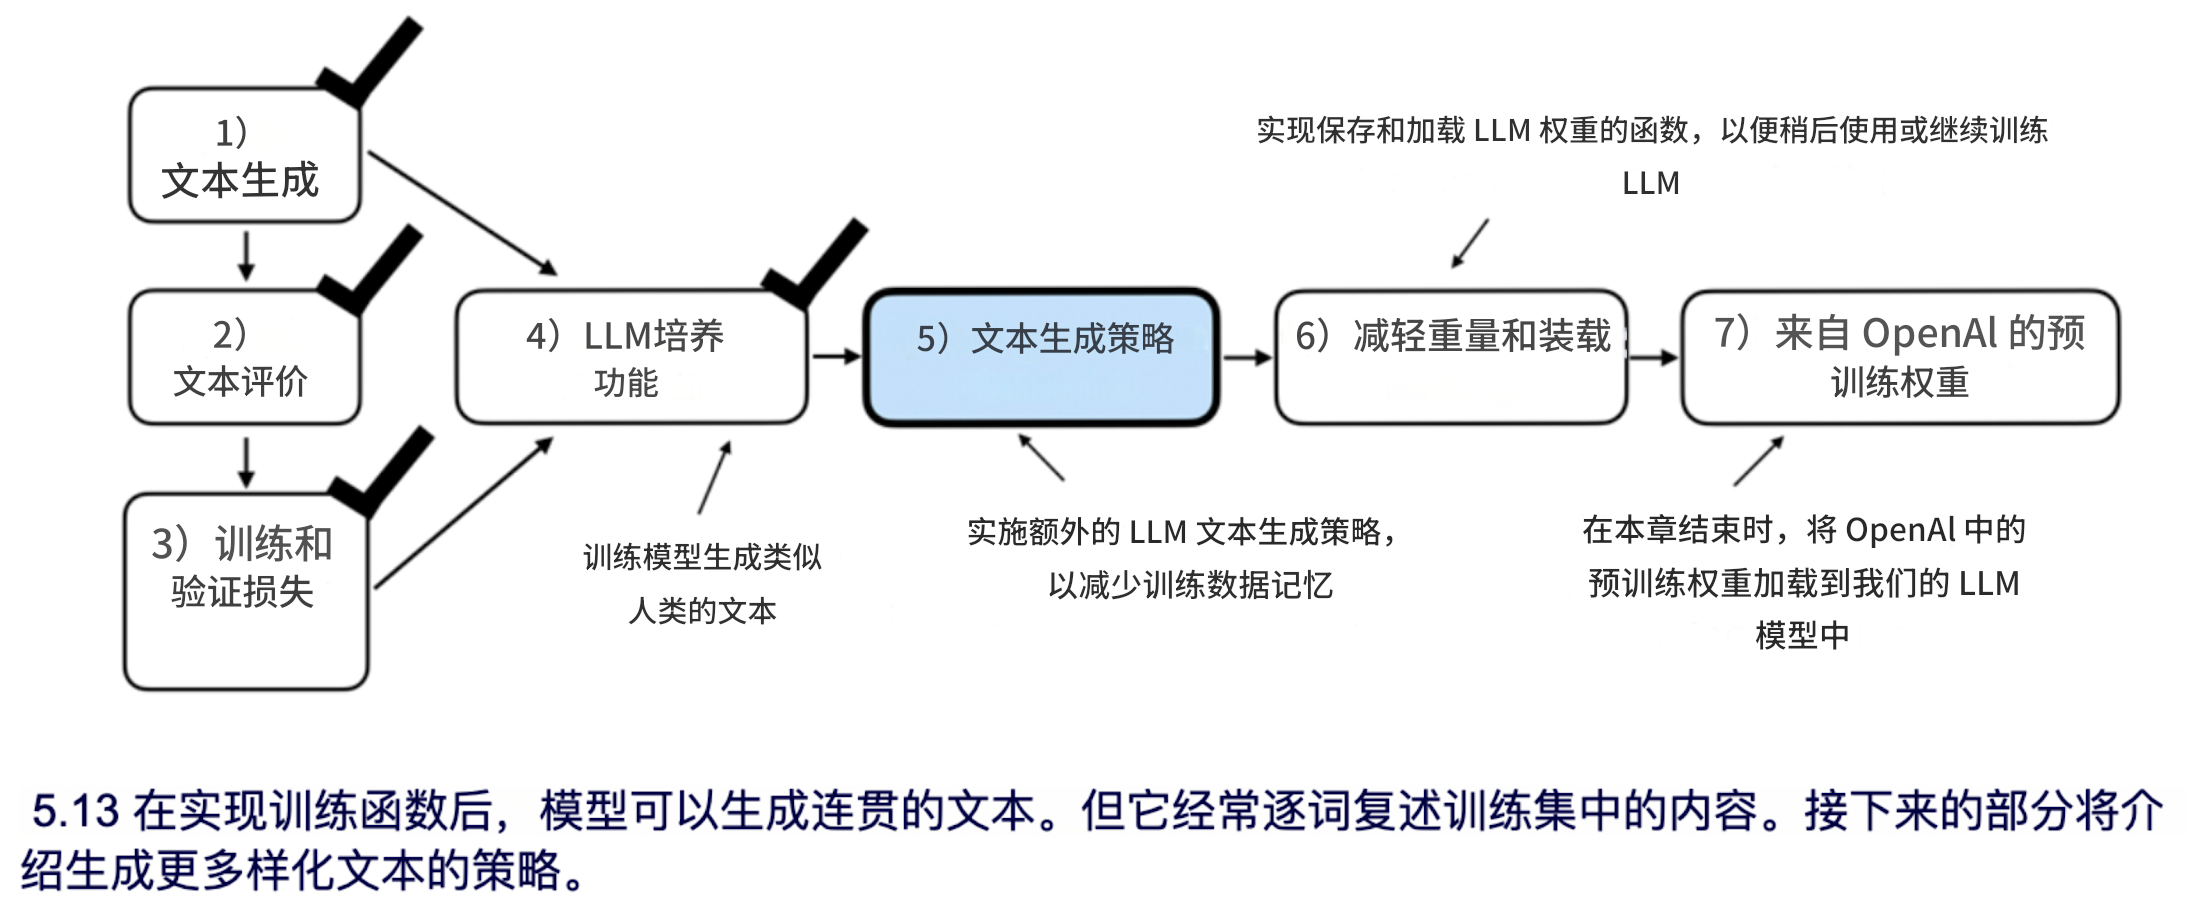 1）
文本生成
2）
文本评价
3）训练和
验证损失
4）LLM培养
功能
训练模型生成类似
人类的文本
5）文本生成策略
实施额外的 LLM 文本生成策略，
以减少训练数据记忆
实现保存和加载 LLM 权重的函数，以便稍后使用或继续训练
LLM
6）减轻重量和装载
7）来自 OpenAl 的预
训练权重
在本章结束时，将 OpenAl 中的
预训练权重加载到我们的 LLM
模型中
5.13 在实现训练函数后，模型可以生成连贯的文本。但它经常逐词复述训练集中的内容。接下来的部分将介
绍生成更多样化文本的策略。